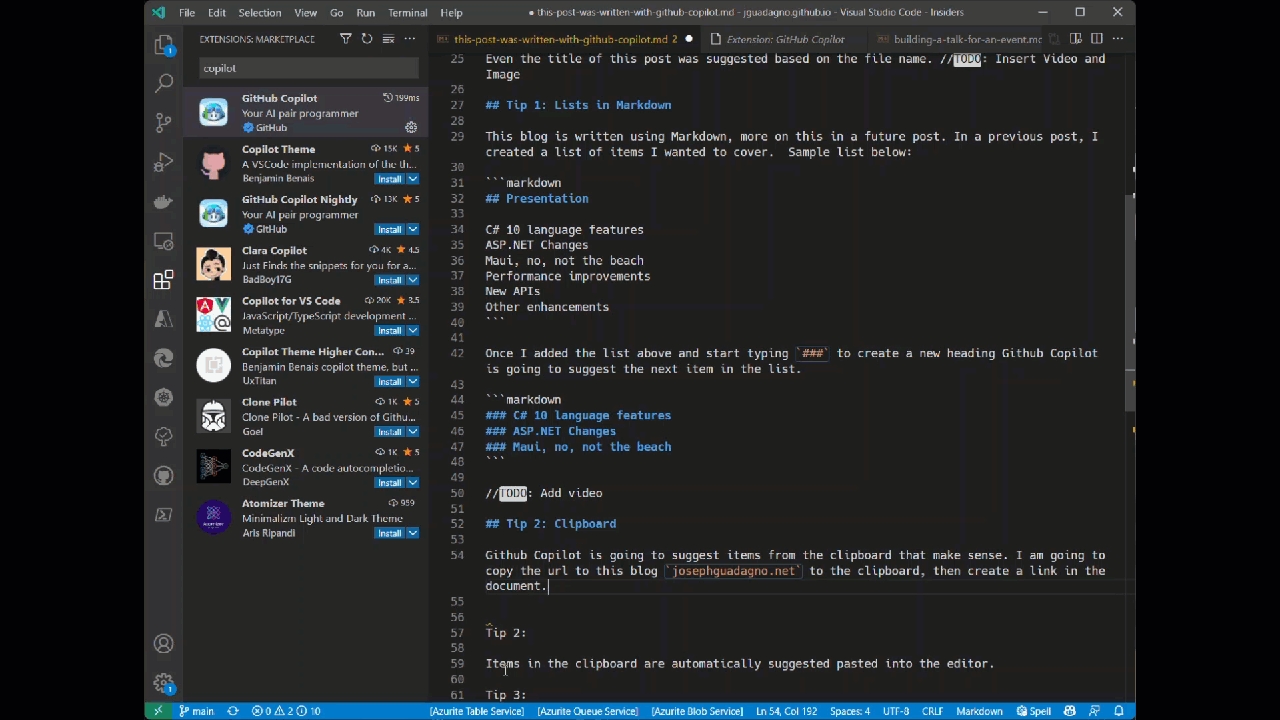 File Edit Selection View Go Run Terminal Help
● this-post-was-written-with-github-copilot.md - jguadagno.github.io - Visual Studio Code - Insiders
EXTENSIONS: MARKETPLACE
this-post-was-written-with-github-copilot.md 2 ●
Extension: GitHub Copilot
building-a-talk-for-an-event.md
copilot
GitHub Copilot 199ms
Your AI pair programmer
GitHub
Copilot Theme 15K 5
A VSCode implementation of the th...
Benjamin Benais Install
GitHub Copilot Nightly 13K 5
Your AI pair programmer
GitHub Install
Clara Copilot 4K 4.5
Just Finds the snippets for you for a...
BadBoy17G Install
Copilot for VS Code 20K 3.5
JavaScript/TypeScript development ...
Metatype Install
Copilot Theme Higher Con... 39
Benjamin Benais copilot theme, but ...
UxTitan Install
Clone Pilot 1K 5
Clone Pilot - A bad version of Githu...
Goel Install
CodeGenX 1K 5
CodeGenX - A code autocompletio...
DeepGenX Install
Atomizer Theme 959
Minimalizm Light and Dark Theme
Aris Ripandi Install
1
1
25 Even the title of this post was suggested based on the file name. //TODO: Insert Video and
Image
26
27 ## Tip 1: Lists in Markdown
28
29 This blog is written using Markdown, more on this in a future post. In a previous post, I
created a list of items I wanted to cover.  Sample list below:
30
31 ```markdown
32 ## Presentation
33
34 C# 10 language features
35 ASP.NET Changes
36 Maui, no, not the beach
37 Performance improvements
38 New APIs
39 Other enhancements
40 ```
41
42 Once I added the list above and start typing `###` to create a new heading Github Copilot
is going to suggest the next item in the list.
43
44 ```markdown
45 ### C# 10 language features
46 ### ASP.NET Changes
47 ### Maui, no, not the beach
48 ```
49
50 //TODO: Add video
51
52 ## Tip 2: Clipboard
53
54 Github Copilot is going to suggest items from the clipboard that make sense. I am going to
copy the url to this blog `josephguadagno.net` to the clipboard, then create a link in the
document.
55
56
57 Tip 2:
58
59 Items in the clipboard are automatically suggested pasted into the editor.
60
61 Tip 3:
main 0 2 10 [Azurite Table Service] [Azurite Queue Service] [Azurite Blob Service] Ln 54, Col 192 Spaces: 4 UTF-8 CRLF Markdown Spell